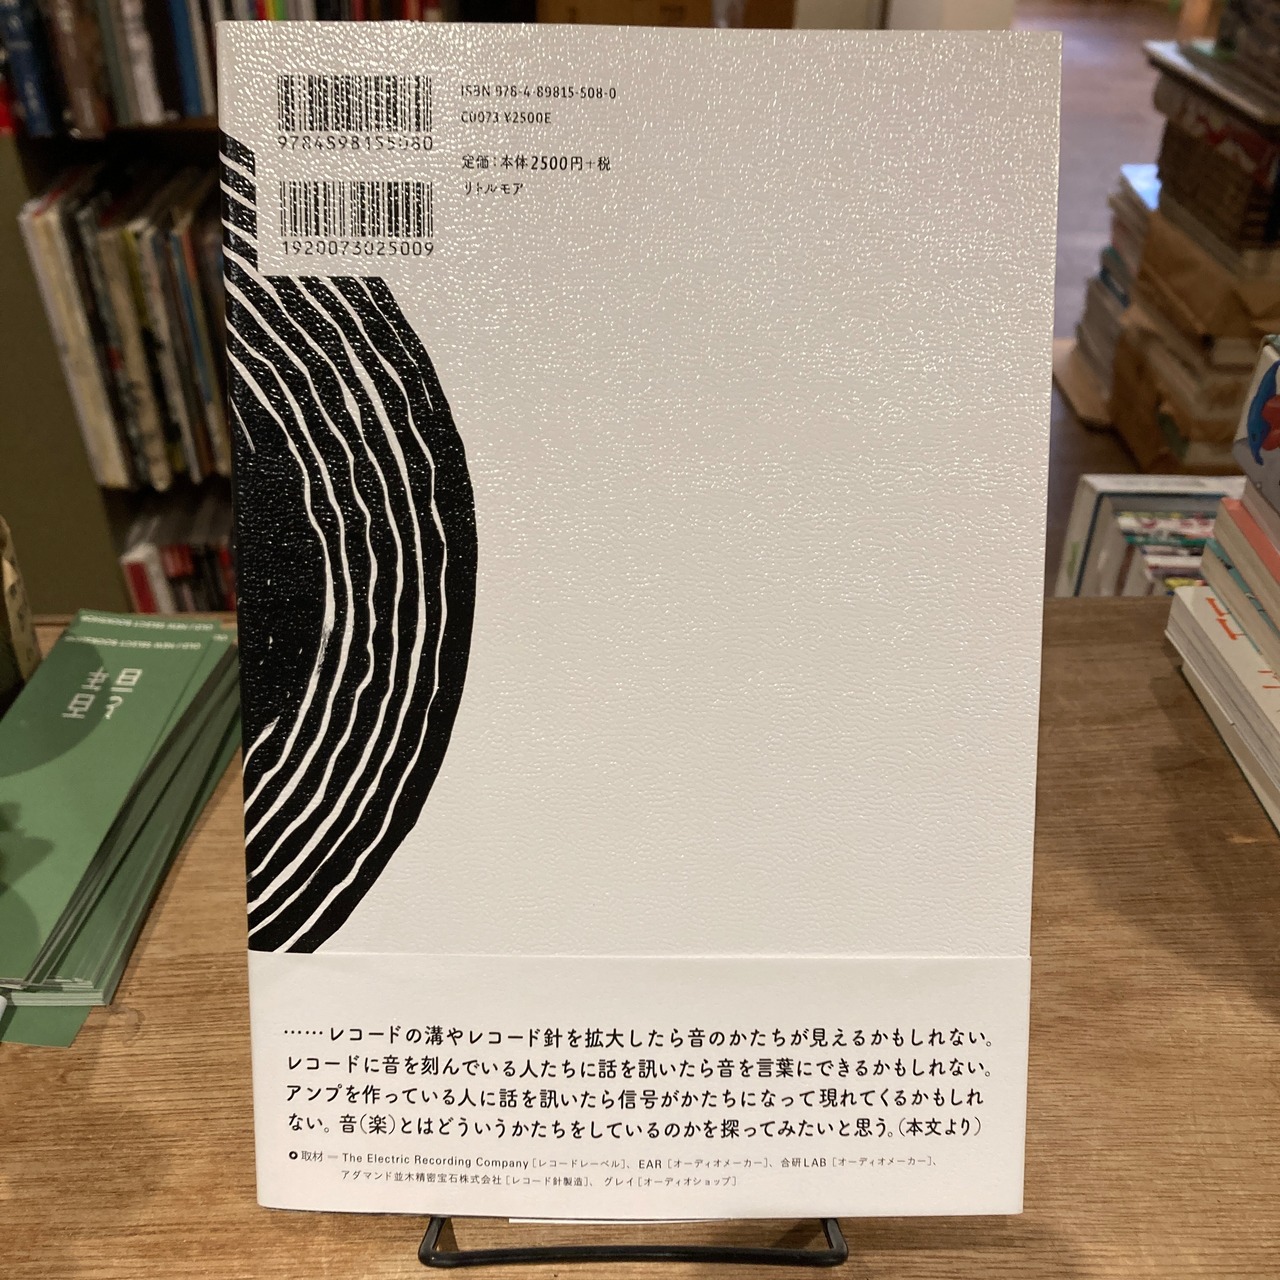 9784898155080
ISBN 978-4-89815-508-0
C0073 ¥2500E
定価:本体2500円+税
リトルモア
1920073025009
……レコードの溝やレコード針を拡大したら音のかたちが見えるかもしれない。
レコードに音を刻んでいる人たちに話を訊いたら音を言葉にできるかもしれない。
アンプを作っている人に話を訊いたら信号がかたちになって現れてくるかもしれ
ない。音(楽)とはどういうかたちをしているのかを探ってみたいと思う。(本文より)
取材 — The Electric Recording Company[レコードレーベル]、EAR[オーディオメーカー]、合研LAB[オーディオメーカー]、
アダマンド並木精密宝石株式会社[レコード針製造]、グレイ[オーディオショップ]